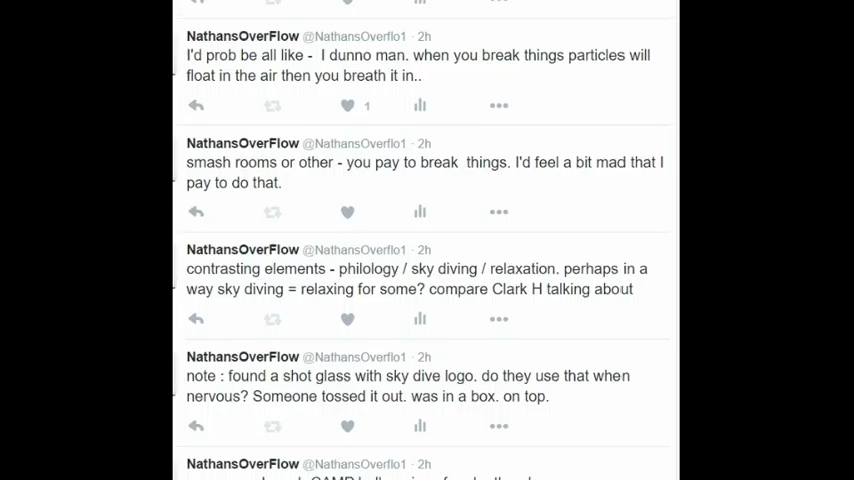 NathansOverFlow @NathansOverflo1 · 2h
I'd prob be all like - I dunno man. when you break things particles will
float in the air then you breath it in..
1
NathansOverFlow @NathansOverflo1 · 2h
smash rooms or other - you pay to break things. I'd feel a bit mad that I
pay to do that.
NathansOverFlow @NathansOverflo1 · 2h
contrasting elements - philology / sky diving / relaxation. perhaps in a
way sky diving = relaxing for some? compare Clark H talking about
NathansOverFlow @NathansOverflo1 · 2h
note : found a shot glass with sky dive logo. do they use that when
nervous? Someone tossed it out. was in a box. on top.
NathansOverFlow @NathansOverflo1 · 2h